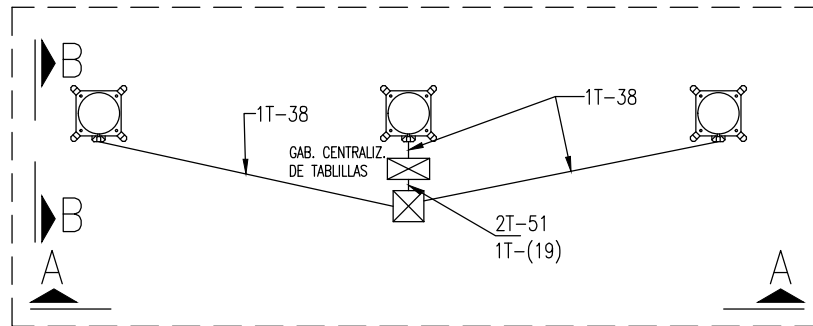 B
1T-38
1T-38
GAB. CENTRALIZ.
DE TABLILLAS
B
2T-51
1T-(19)
A
A